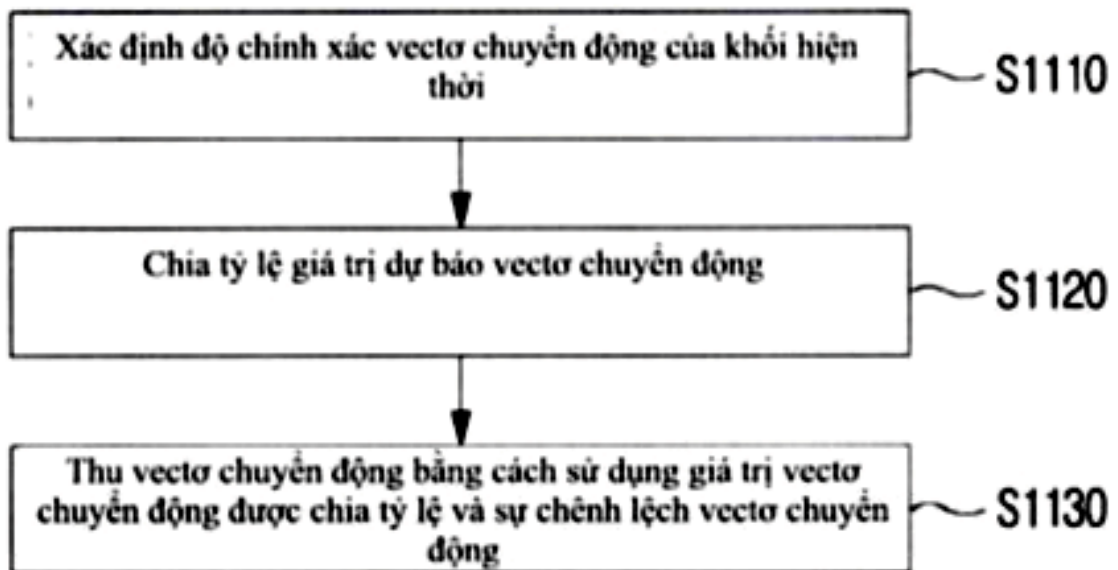 Xác định độ chính xác vectơ chuyển động của khối hiện
thời
S1110
Chia tỷ lệ giá trị dự báo vectơ chuyển động
S1120
Thu vectơ chuyển động bằng cách sử dụng giá trị vectơ
chuyển động được chia tỷ lệ và sự chênh lệch vectơ chuyển
động
S1130